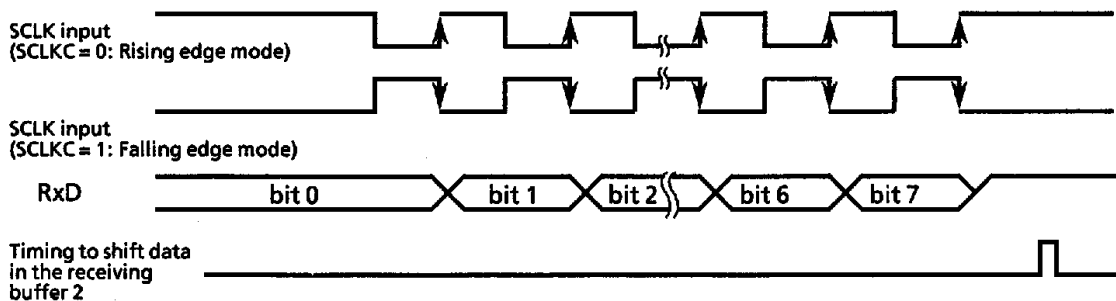 SCLK input
(SCLKC = 0: Rising edge mode)
SCLK input
(SCLKC = 1: Falling edge mode)
RxD
bit 0 bit 1 bit 2 bit 6 bit 7
Timing to shift data
in the receiving
buffer 2